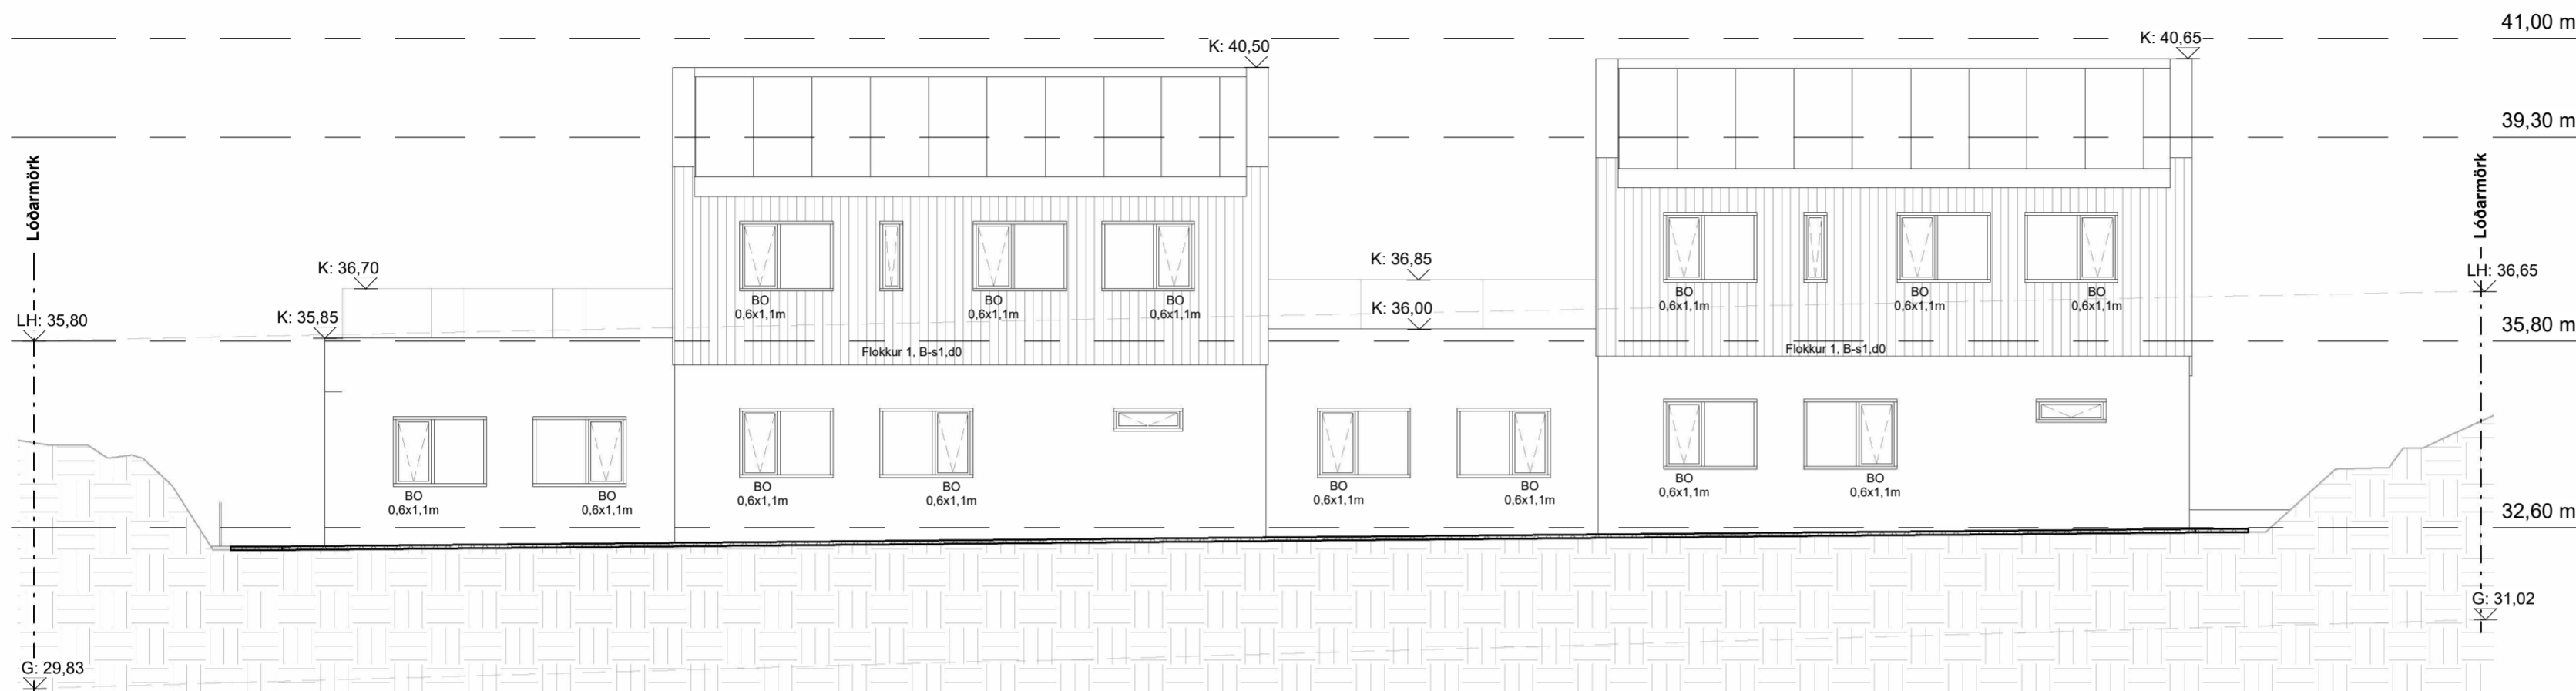 41,00 m
K: 40,50
K: 40,65
39,30 m
Lóðarmörk
Lóðarmörk
K: 36,70
K: 36,85
LH: 36,65
BO
0,6x1,1m
BO
0,6x1,1m
BO
0,6x1,1m
BO
0,6x1,1m
BO
0,6x1,1m
BO
0,6x1,1m
LH: 35,80
K: 35,85
K: 36,00
35,80 m
Flokkur 1, B-s1,d0
Flokkur 1, B-s1,d0
BO
0,6x1,1m
BO
0,6x1,1m
BO
0,6x1,1m
BO
0,6x1,1m
BO
0,6x1,1m
BO
0,6x1,1m
BO
0,6x1,1m
BO
0,6x1,1m
32,60 m
G: 31,02
G: 29,83